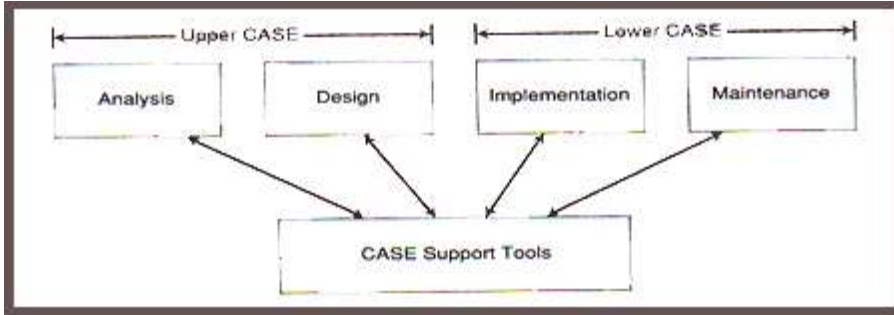 Upper CASE
Lower CASE
Analysis
Design
Implementation
Maintenance
CASE Support Tools